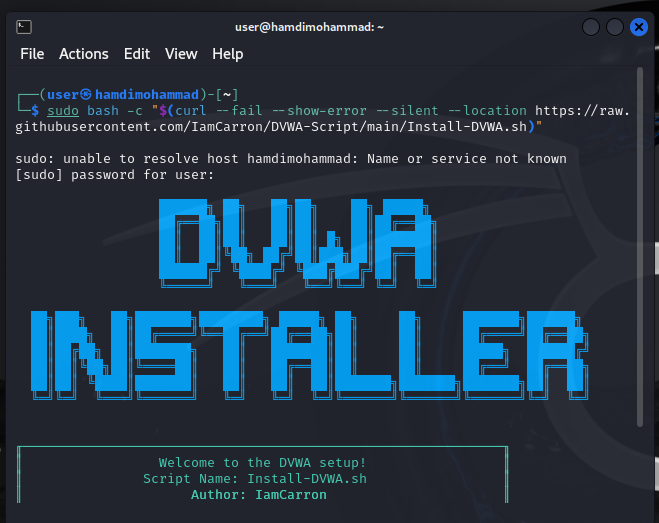 user@hamdimohammad: ~
File Actions Edit View Help
┌──(user㉿hamdimohammad)-[~]
└─$ sudo bash -c "$(curl --fail --show-error --silent --location https://raw.
githubusercontent.com/IamCarron/DVWA-Script/main/Install-DVWA.sh)"
sudo: unable to resolve host hamdimohammad: Name or service not known
[sudo] password for user:
DVWA
INSTALLER
Welcome to the DVWA setup!
Script Name: Install-DVWA.sh
Author: IamCarron